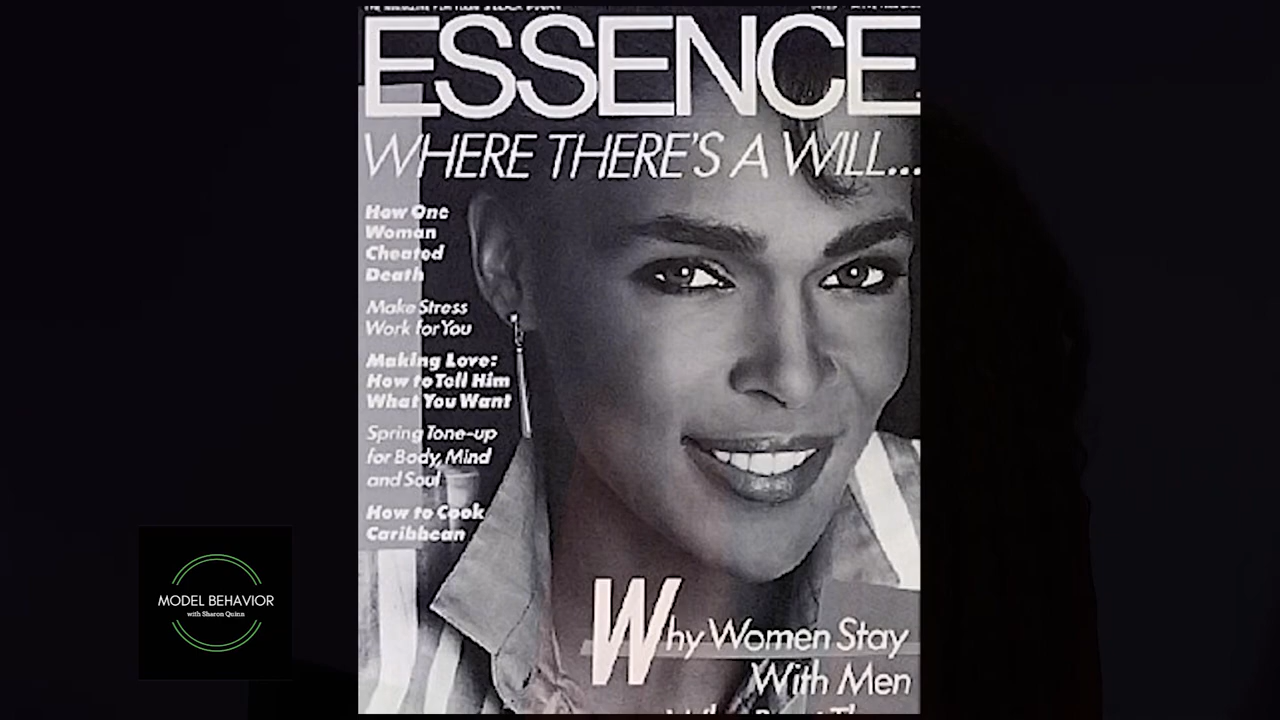 ESSENCE
WHERE THERE'S A WILL...
How One
Woman
Cheated
Death
Make Stress
Work for You
Making Love:
How to Tell Him
What You Want
Spring Tone-up
for Body, Mind
and Soul
How to Cook
Caribbean
Why Women Stay
With Men
MODEL BEHAVIOR
with Sharon Quinn